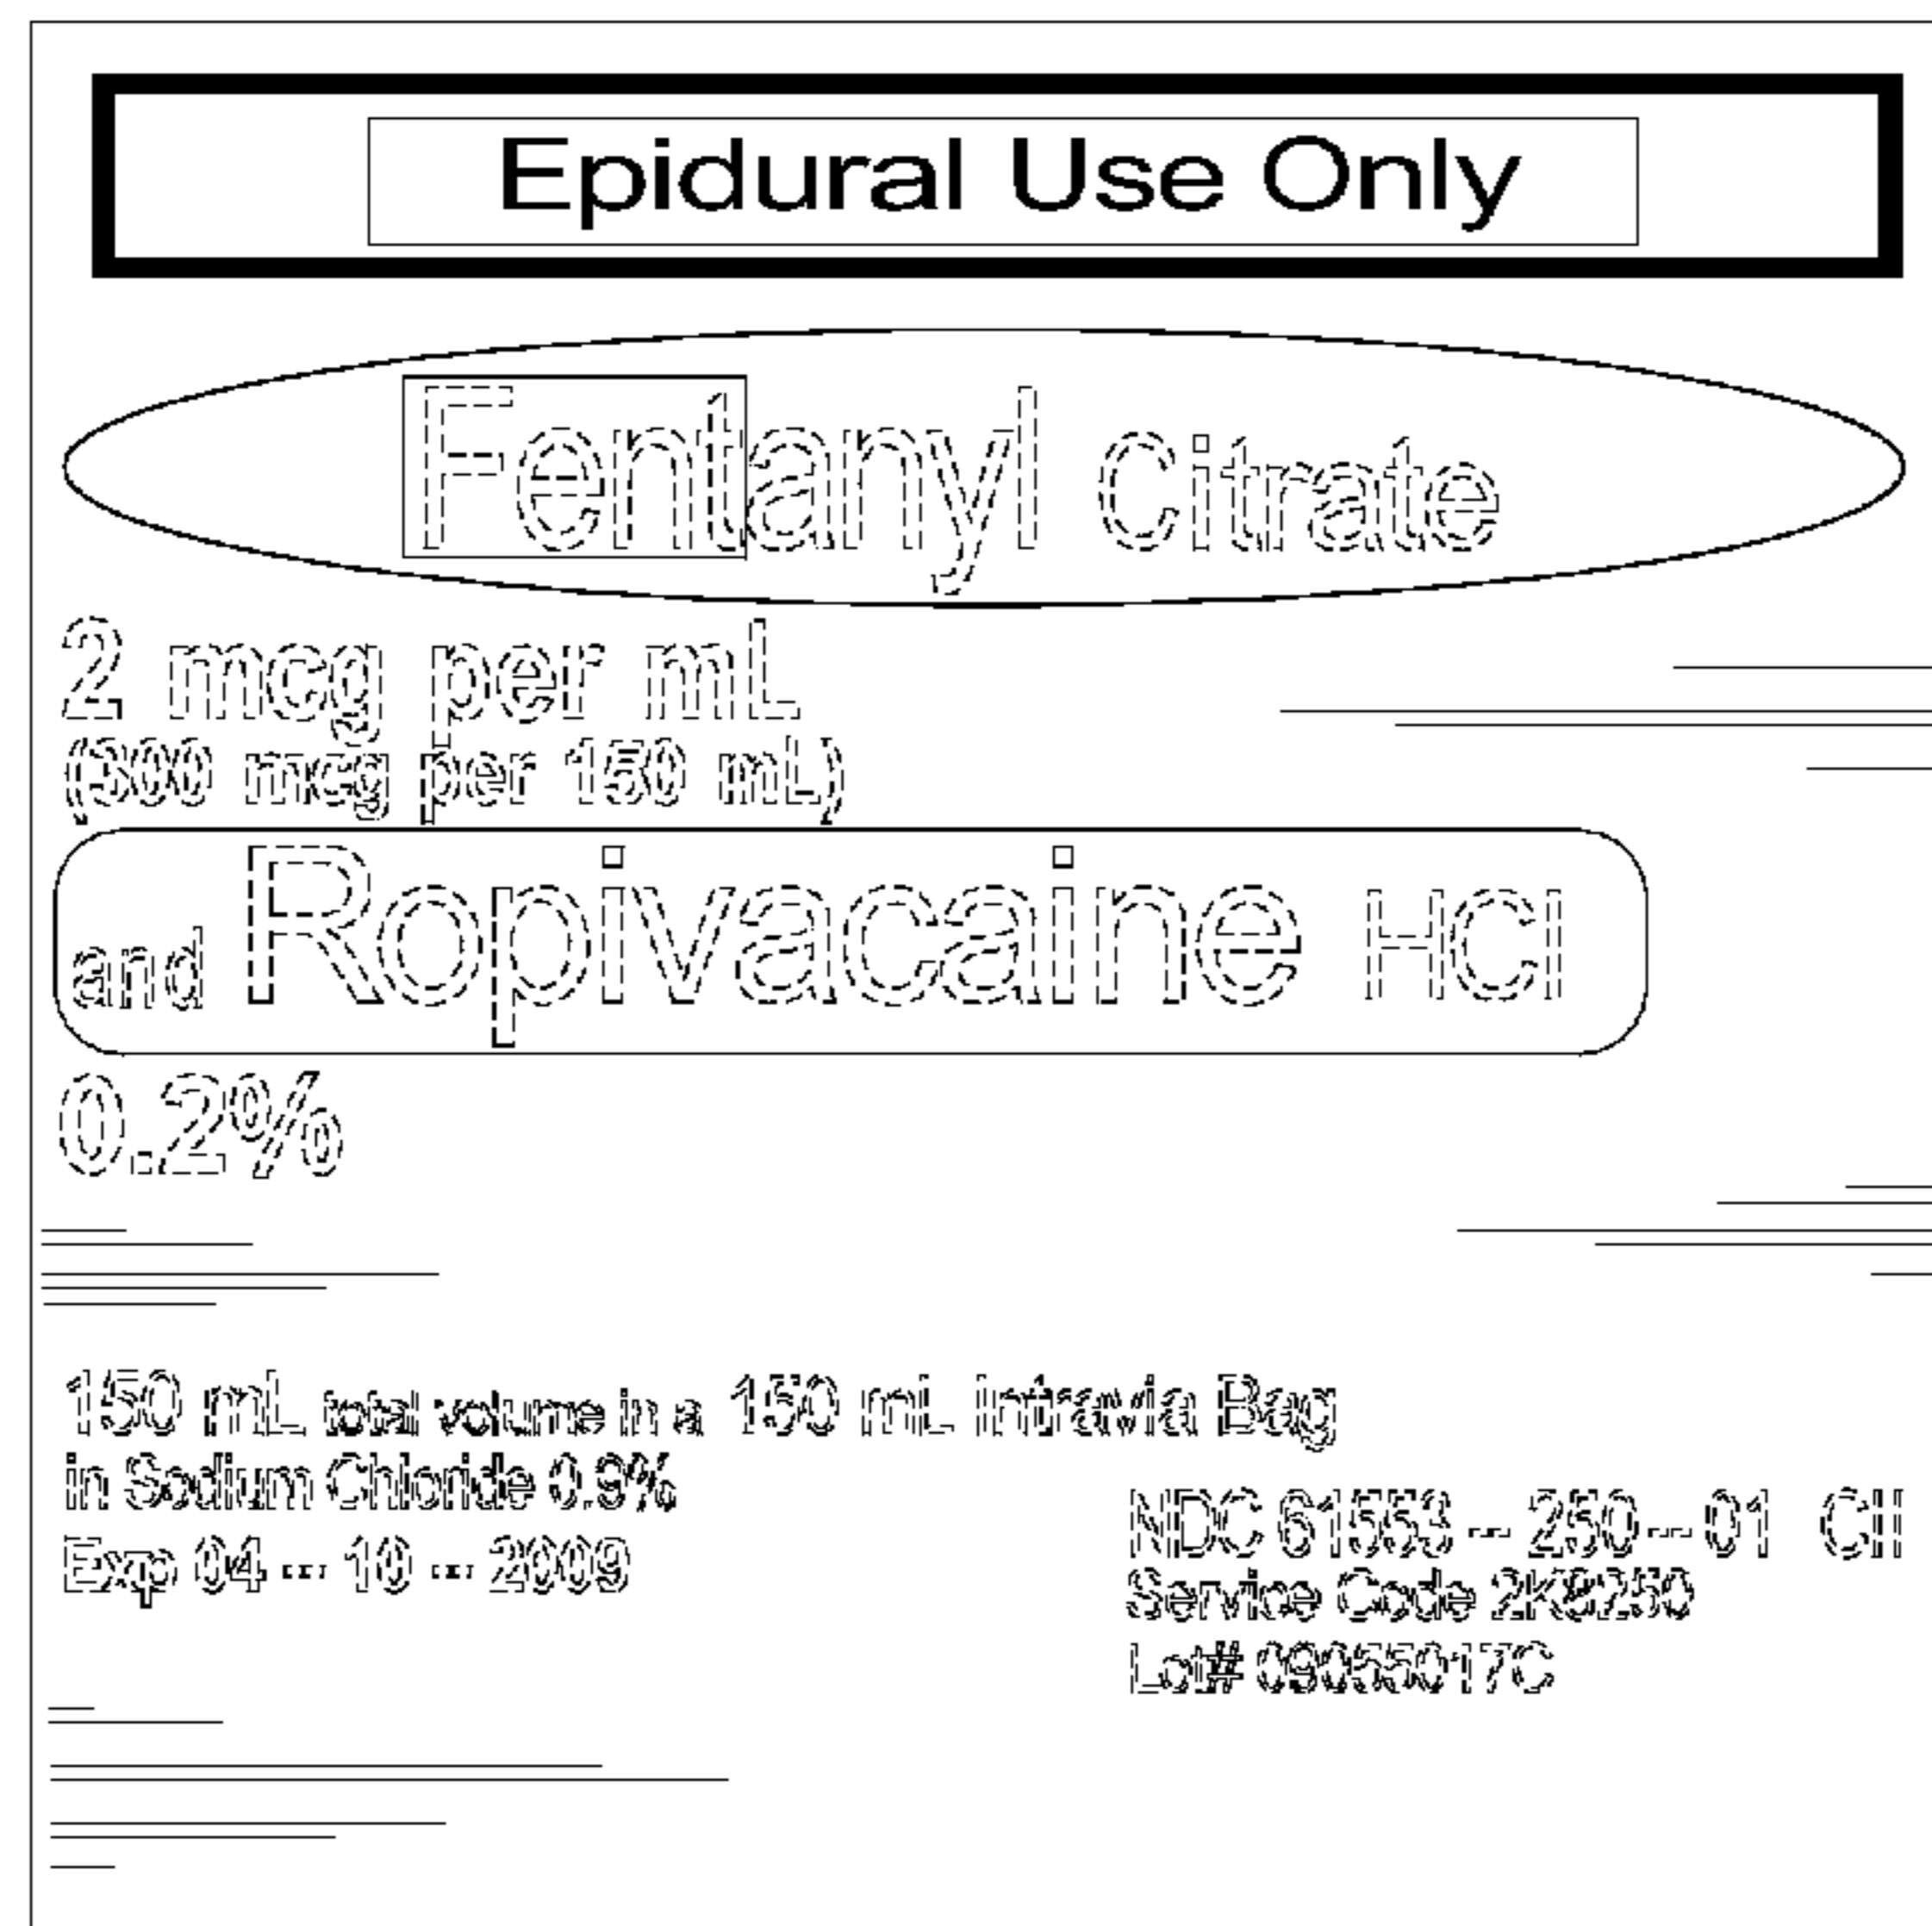 Epidural Use Only
Fentanyl Citrate
2 mcg per mL
(300 mcg per 150 mL)
and Ropivacaine HCl
0.2%
150 mL total volume in a 150 mL Intravia Bag
in Sodium Chloride 0.9%
Exp 04 -- 10 -- 2009
NDC 61553 -- 250 -- 01 CII
Service Code 2K8250
Lot# 09055017C